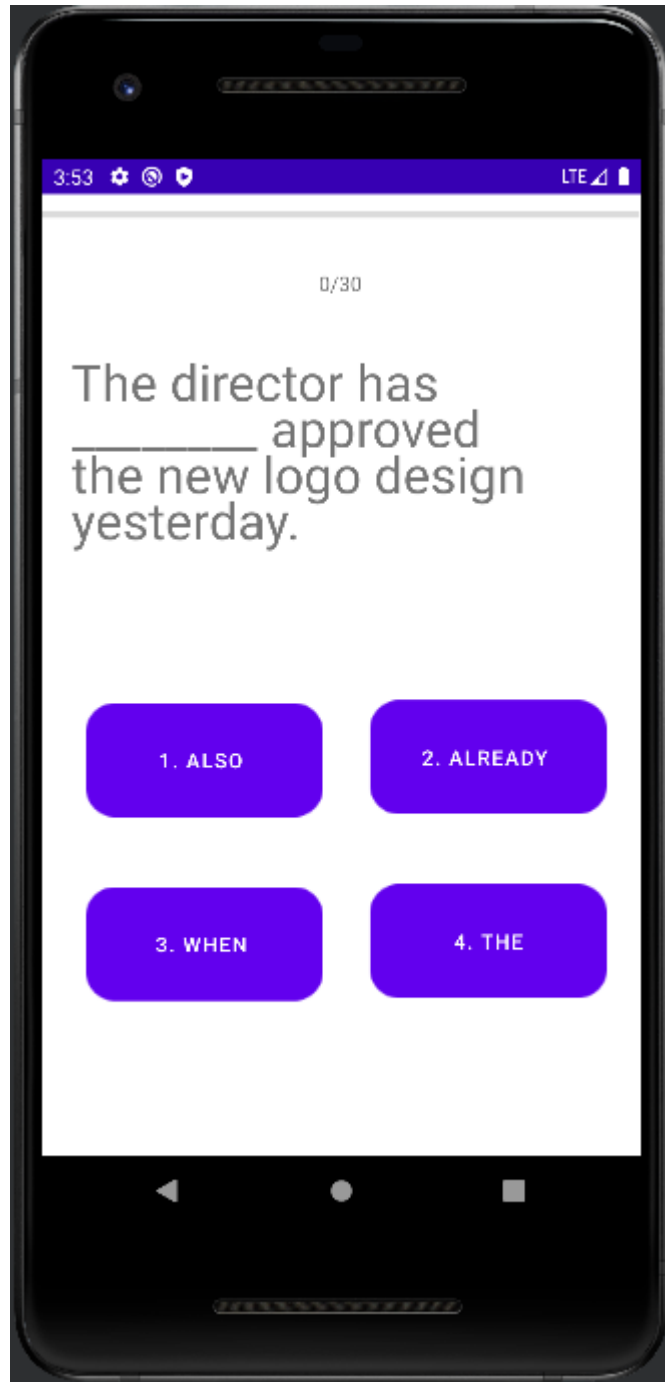 3:53 LTE
0/30
The director has
________ approved
the new logo design
yesterday.
1. ALSO
2. ALREADY
3. WHEN
4. THE